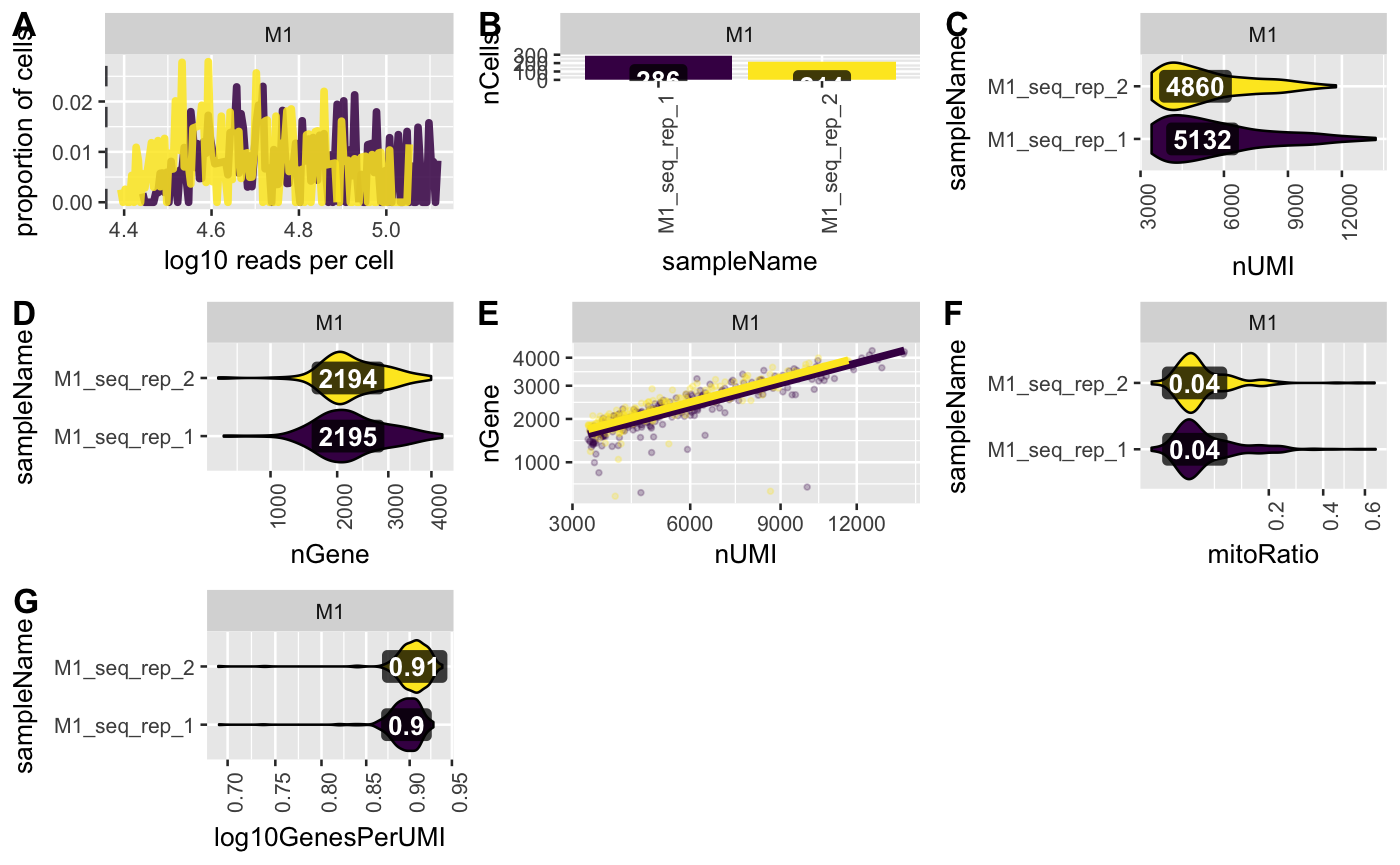 A
M1
proportion of cells
0.02
0.01
0.00
4.4 4.6 4.8 5.0
log10 reads per cell
B
M1
nCells
300
0
286
M1_seq_rep_1 M1_seq_rep_2
sampleName
C
M1
sampleName
M1_seq_rep_2
M1_seq_rep_1
4860
5132
3000 6000 9000 12000
nUMI
D
M1
sampleName
M1_seq_rep_2
M1_seq_rep_1
2194
2195
1000 2000 3000 4000
nGene
E
M1
nGene
4000
3000
2000
1000
3000 6000 9000 12000
nUMI
F
M1
sampleName
M1_seq_rep_2
M1_seq_rep_1
0.04
0.04
0.2 0.4 0.6
mitoRatio
G
M1
sampleName
M1_seq_rep_2
M1_seq_rep_1
0.91
0.9
0.70 0.75 0.80 0.85 0.90 0.95
log10GenesPerUMI